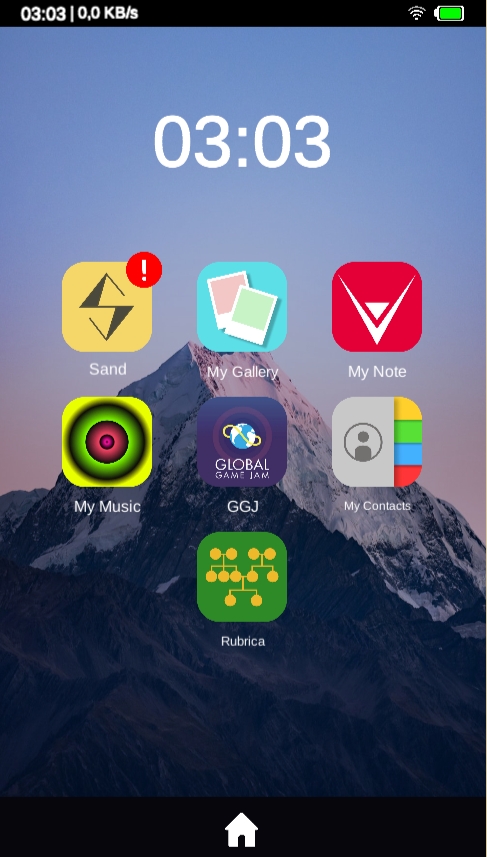 03:03 | 0,0 KB/s
03:03
!
Sand
My Gallery
My Note
GLOBAL
GAME JAM
My Music
GGJ
My Contacts
Rubrica